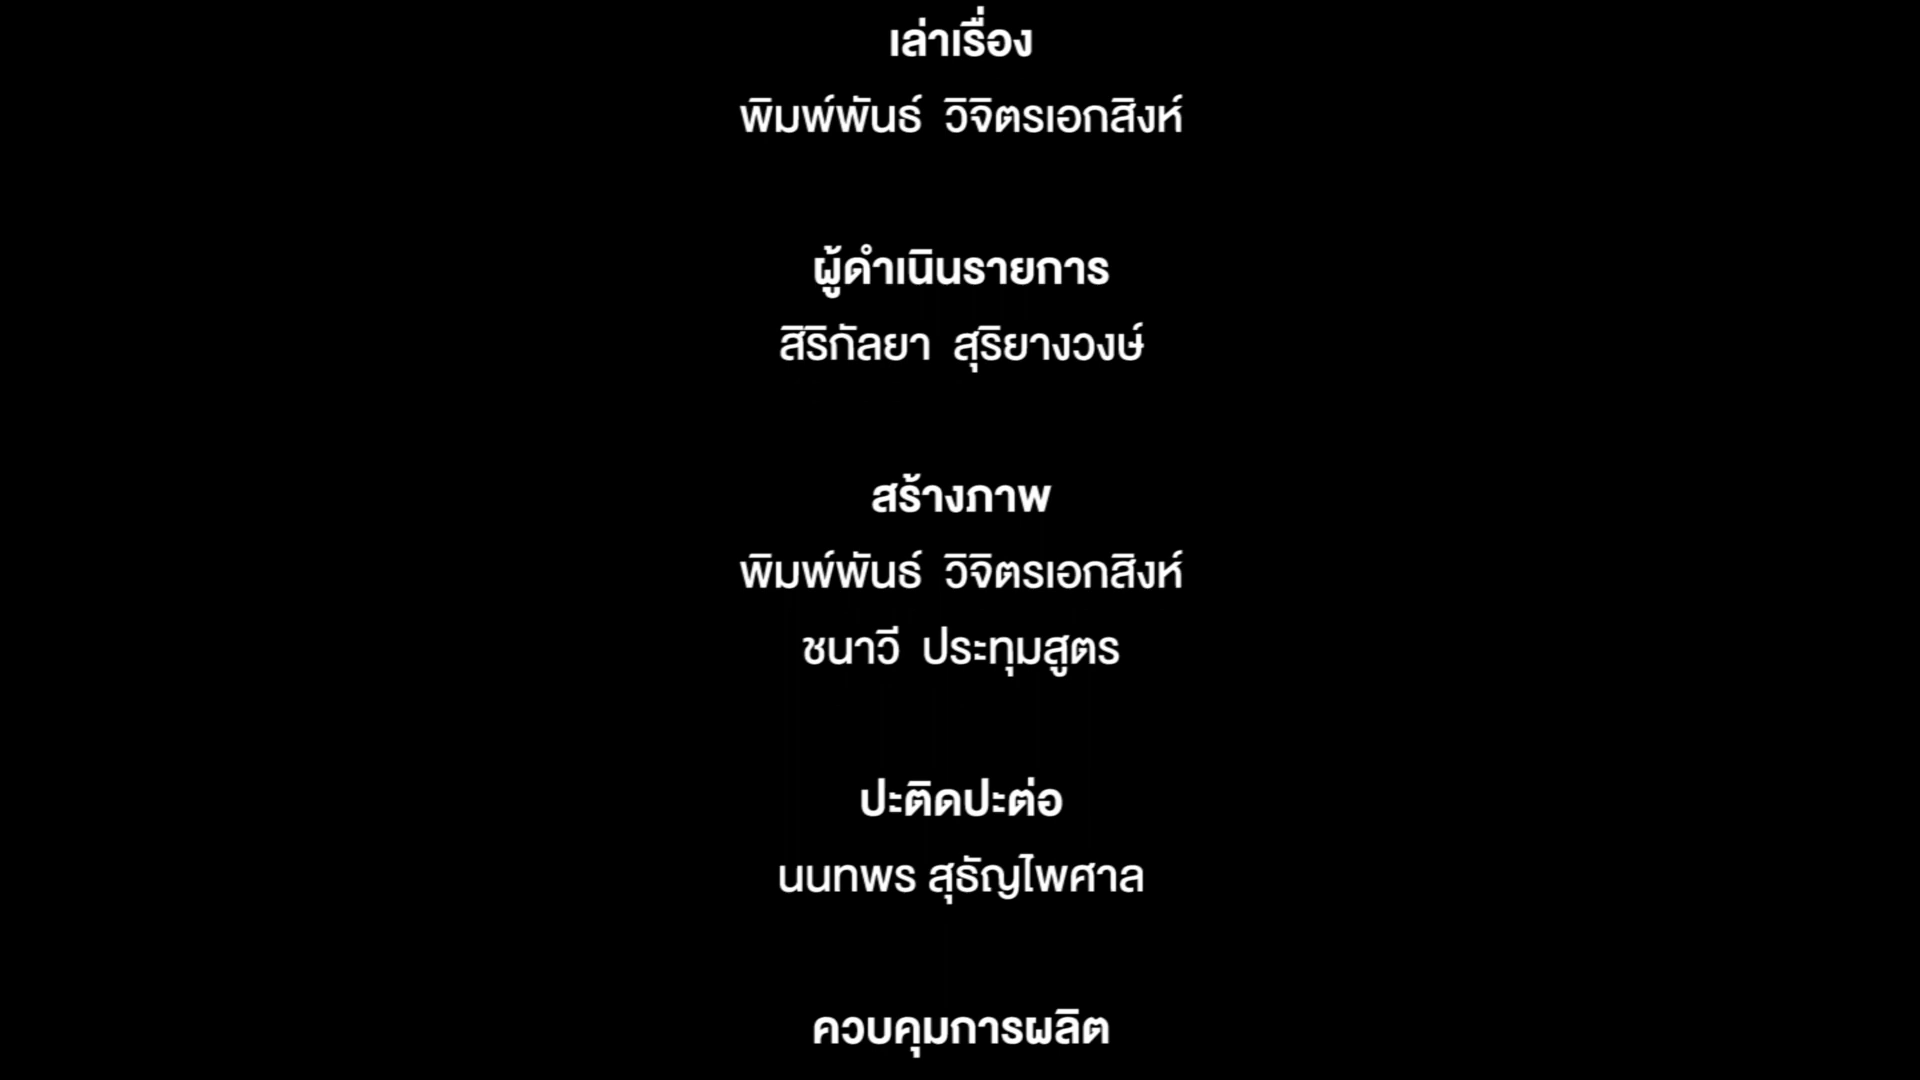 เล่าเรื่อง
พิมพ์พันธ์ วิจิตรเอกสิงห์
ผู้ดำเนินรายการ
สิริกัลยา สุริยางวงษ์
สร้างภาพ
พิมพ์พันธ์ วิจิตรเอกสิงห์
ชนาวี ประทุมสูตร
ปะติดปะต่อ
นนทพร สุธัญไพศาล
ควบคุมการผลิต